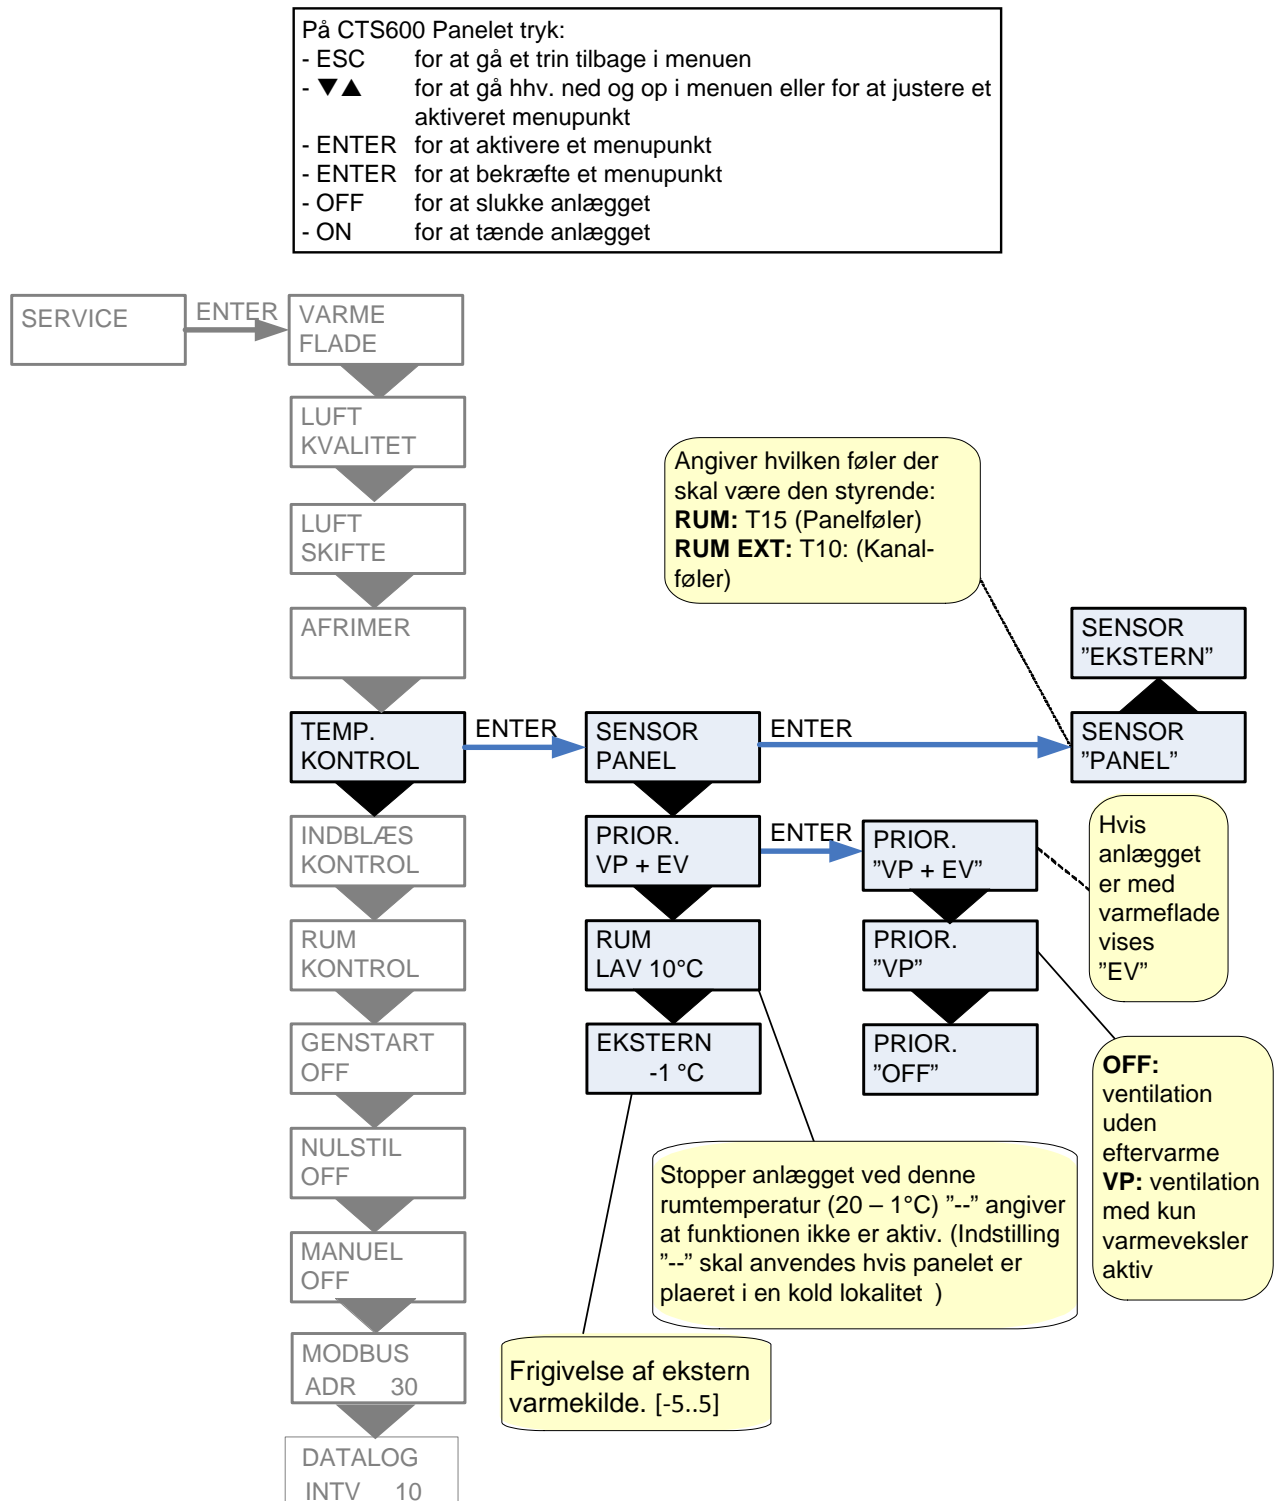 På CTS600 Panelet tryk:
- ESC for at gå et trin tilbage i menuen
- ▼▲ for at gå hhv. ned og op i menuen eller for at justere et
aktiveret menupunkt
- ENTER for at aktivere et menupunkt
- ENTER for at bekræfte et menupunkt
- OFF for at slukke anlægget
- ON for at tænde anlægget
SERVICE
ENTER
VARME
FLADE
LUFT
KVALITET
LUFT
SKIFTE
AFRIMER
TEMP.
KONTROL
INDBLÆS
KONTROL
RUM
KONTROL
GENSTART
OFF
NULSTIL
OFF
MANUEL
OFF
MODBUS
ADR 30
DATALOG
INTV 10
ENTER
SENSOR
PANEL
PRIOR.
VP + EV
RUM
LAV 10°C
EKSTERN
-1 °C
ENTER
SENSOR
"EKSTERN"
SENSOR
"PANEL"
ENTER
PRIOR.
"VP + EV"
PRIOR.
"VP"
PRIOR.
"OFF"
Angiver hvilken føler der
skal være den styrende:
RUM: T15 (Panelføler)
RUM EXT: T10: (Kanal-
føler)
Hvis
anlægget
er med
varmeflade
vises
"EV"
OFF:
ventilation
uden
eftervarme
VP: ventilation
med kun
varmeveksler
aktiv
Stopper anlægget ved denne
rumtemperatur (20 – 1°C) "--" angiver
at funktionen ikke er aktiv. (Indstilling
"--" skal anvendes hvis panelet er
plaeret i en kold lokalitet )
Frigivelse af ekstern
varmekilde. [-5..5]